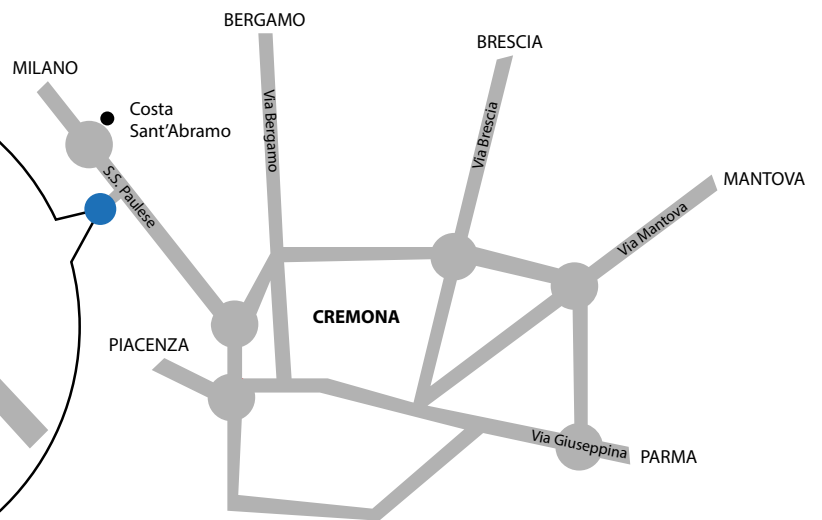 BERGAMO
BRESCIA
MILANO
Costa
Sant'Abramo
Via Bergamo
Via Brescia
S.S. Paulese
MANTOVA
Via Mantova
CREMONA
PIACENZA
Via Giuseppina
PARMA